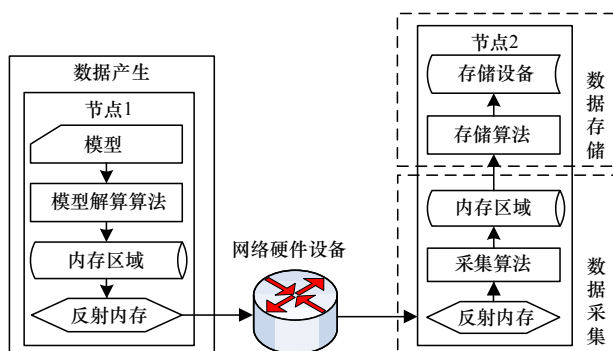 数据产生
节点1
模型
模型解算算法
内存区域
反射内存
网络硬件设备
节点2
存储设备
存储算法
内存区域
采集算法
反射内存
数据存储
数据采集